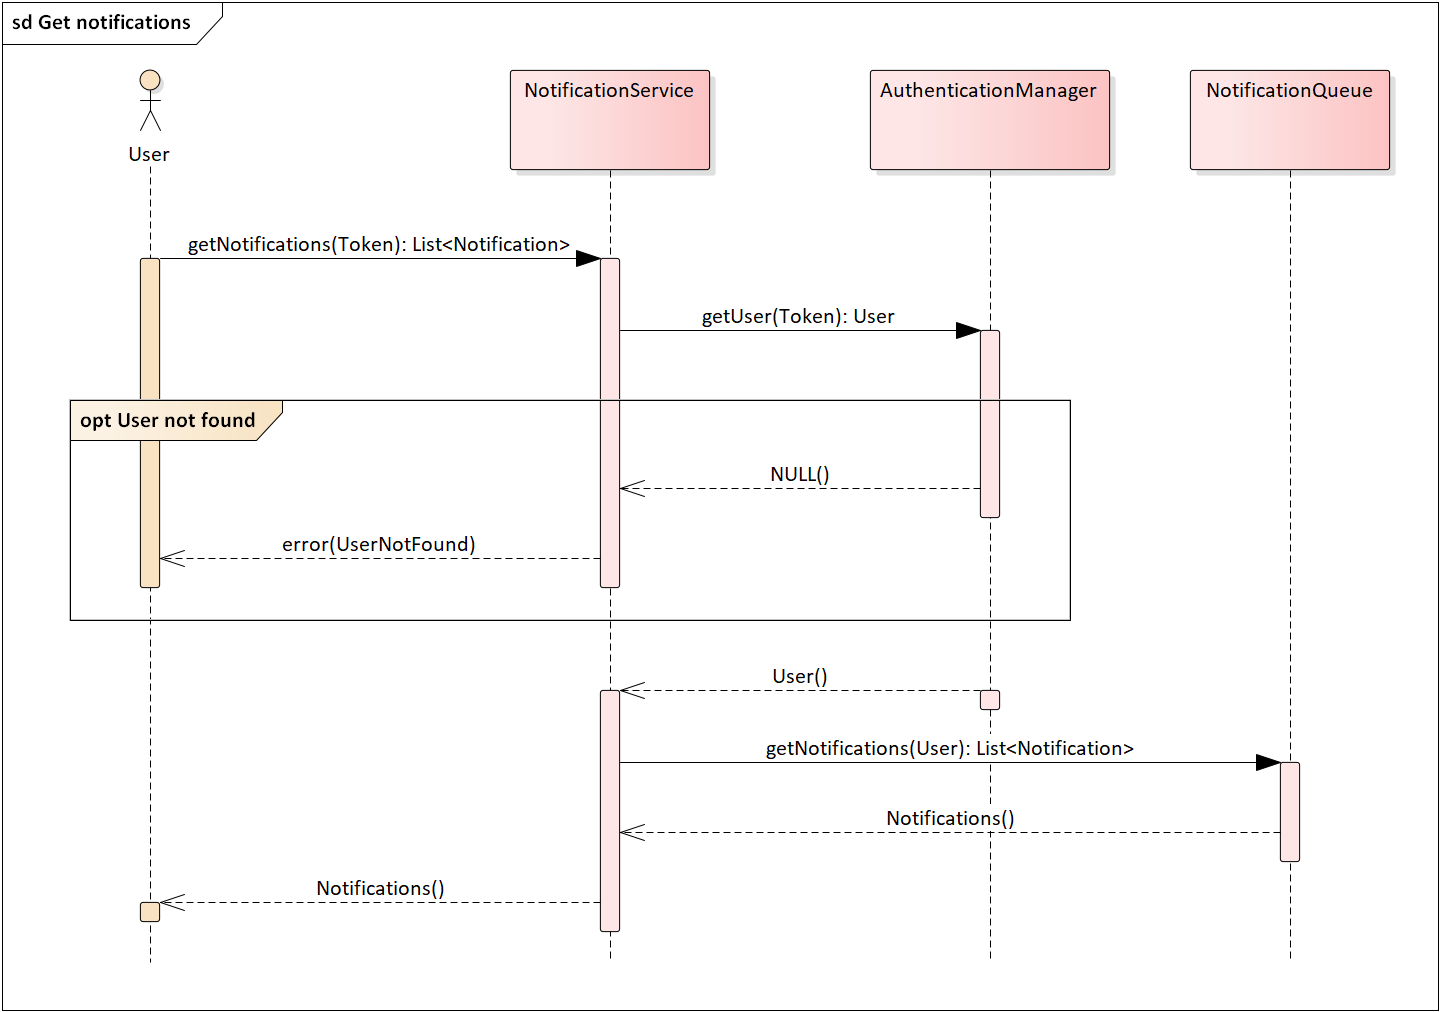 sd Get notifications
User
NotificationService
AuthenticationManager
NotificationQueue
getNotifications(Token): List<Notification>
getUser(Token): User
opt User not found
NULL()
error(UserNotFound)
User()
getNotifications(User): List<Notification>
Notifications()
Notifications()